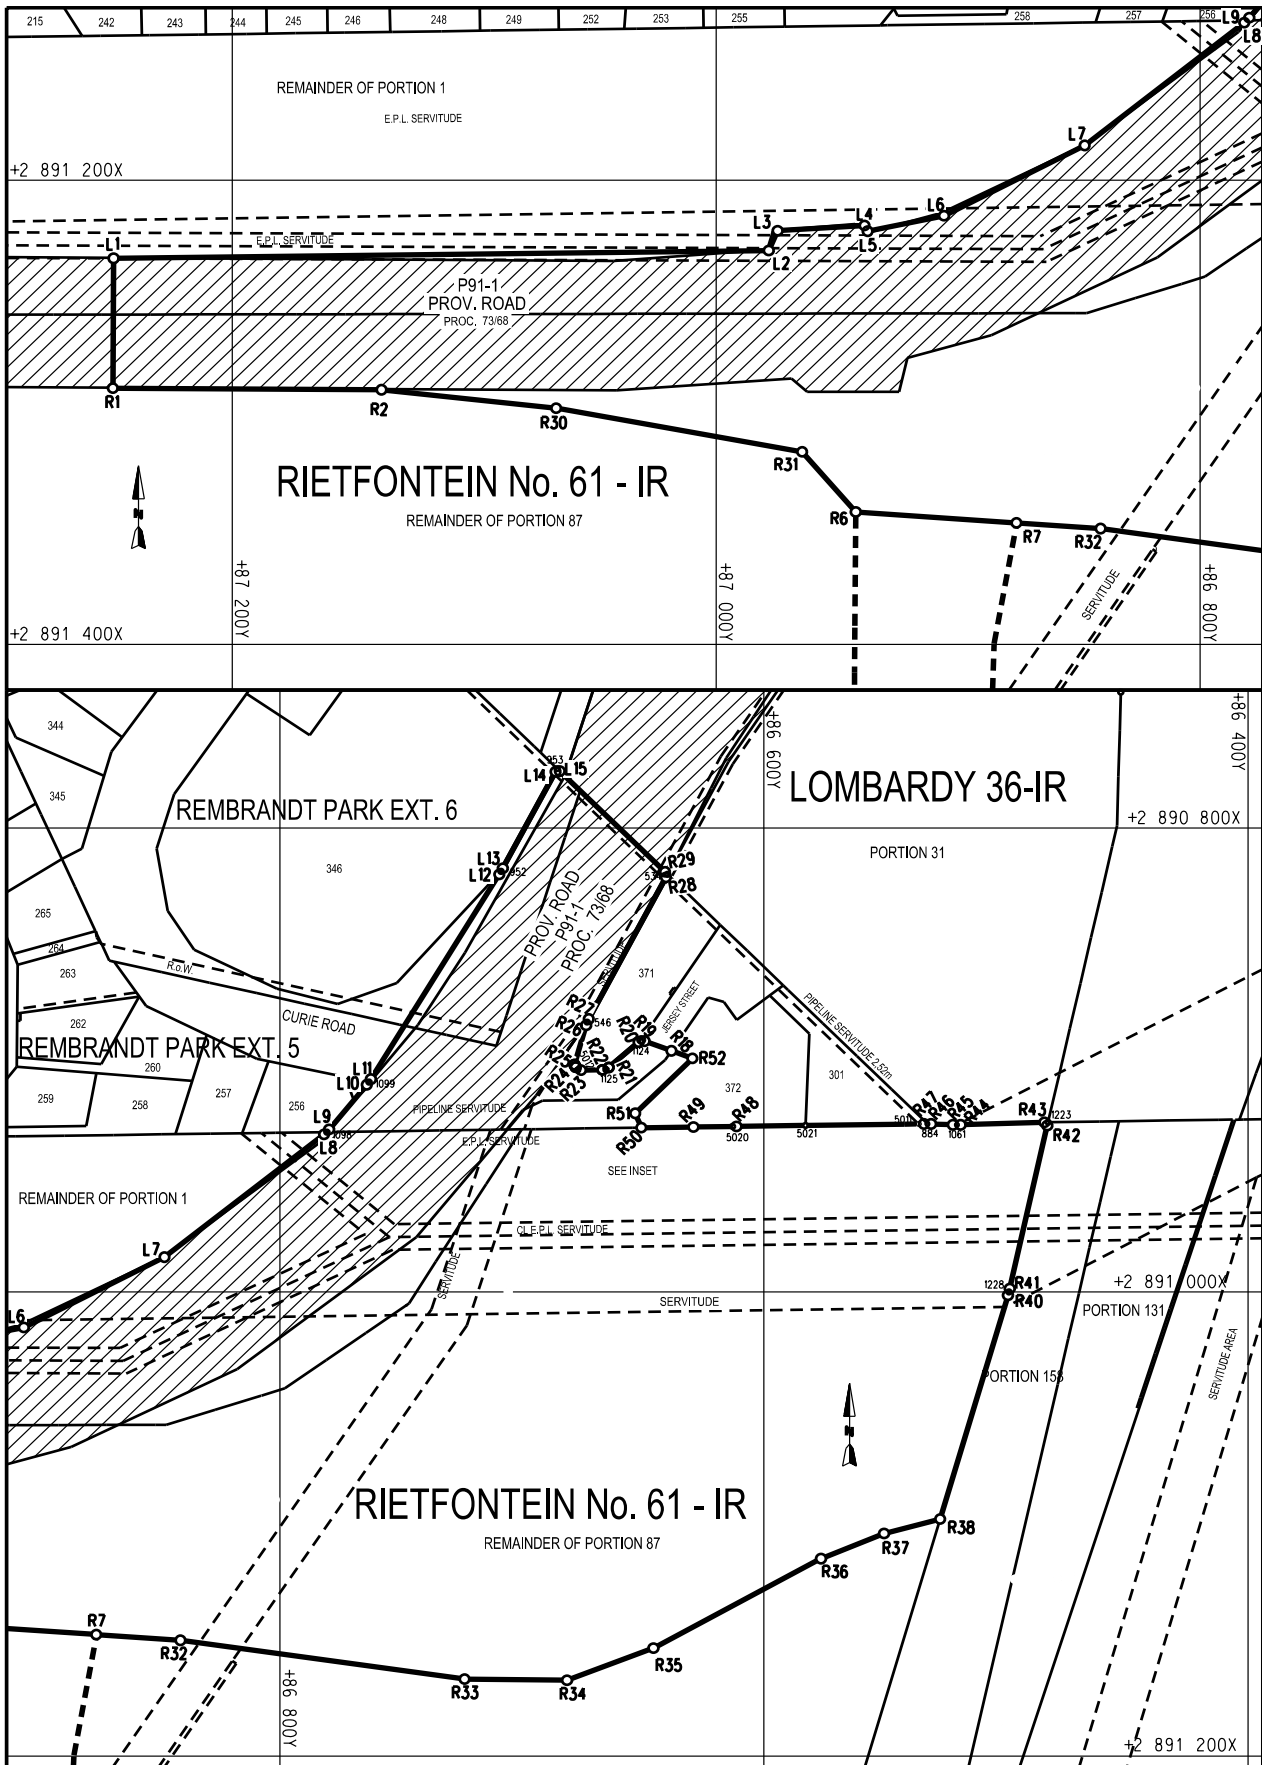 215
242
243
244
245
246
248
249
252
253
255
258
257
256
L9
L8
REMAINDER OF PORTION 1
E.P.L. SERVITUDE
L7
+2 891 200X
L6
L3
L4
L5
L1
E.P.L. SERVITUDE
L2
P91-1
PROV. ROAD
PROC. 73/68
R1
R2
R30
R31
RIETFONTEIN No. 61 - IR
REMAINDER OF PORTION 87
R6
R7
R32
+87 200Y
+87 000Y
+86 800Y
SERVITUDE
+2 891 400X
N
344
345
953
L14
L15
+86 600Y
+86 400Y
LOMBARDY 36-IR
REMBRANDT PARK EXT. 6
+2 890 800X
PORTION 31
346
L13
L12
952
R29
R28
PROV. ROAD
P91-1
PROC. 73/68
265
264
263
R.o.W.
SERVITUDE
371
JERSEY STREET
PIPELINE SERVITUDE 2,52m
262
CURIE ROAD
REMBRANDT PARK EXT. 5
R27
R26
546
R19
R20
1124
R18
R52
260
259
258
257
256
L11
L10
1099
R25
R24
R23
R22
R21
1125
372
301
PIPELINE SERVITUDE
L9
L8
1098
E.P.L. SERVITUDE
R51
R50
R49
R48
5020
5021
R47
R46
R45
R44
884
1061
R43
1223
R42
SEE INSET
REMAINDER OF PORTION 1
CL E.P.L. SERVITUDE
L7
SERVITUDE
SERVITUDE
1228
R41
R40
+2 891 000X
PORTION 131
L6
SERVITUDE AREA
PORTION 158
N
RIETFONTEIN No. 61 - IR
REMAINDER OF PORTION 87
R38
R37
R36
R7
R32
R35
R33
R34
+86 800Y
+2 891 200X